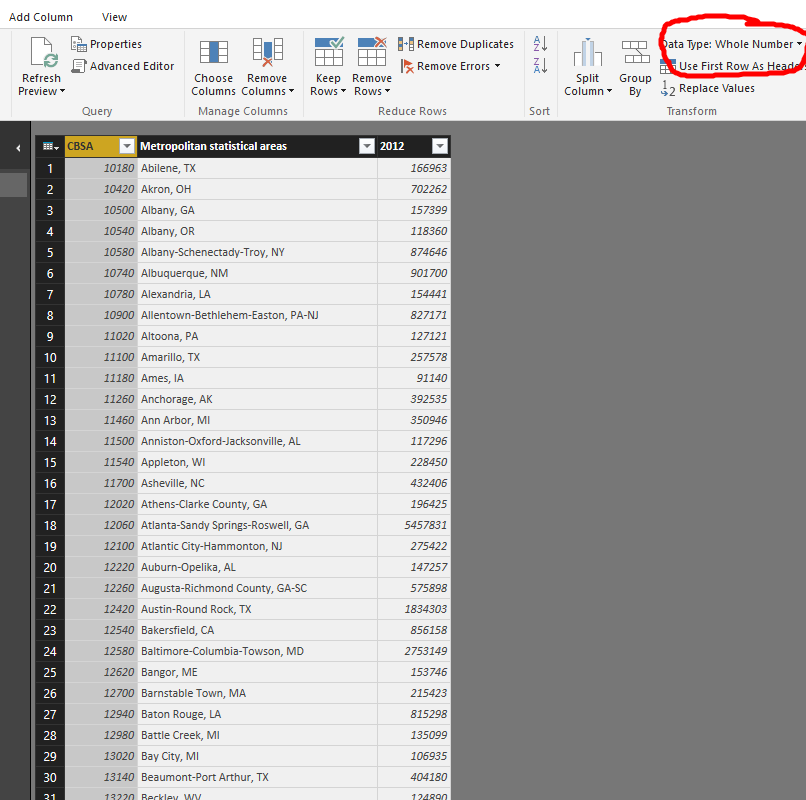 Add Column View
Refresh Preview
Properties
Advanced Editor
Query
Choose Columns
Remove Columns
Manage Columns
Keep Rows
Remove Rows
Remove Duplicates
Remove Errors
Reduce Rows
A Z
Z A
Sort
Split Column
Group By
Data Type: Whole Number
Use First Row As Header
1 2 Replace Values
Transform
CBSA Metropolitan statistical areas 2012
1 10180 Abilene, TX 166963
2 10420 Akron, OH 702262
3 10500 Albany, GA 157399
4 10540 Albany, OR 118360
5 10580 Albany-Schenectady-Troy, NY 874646
6 10740 Albuquerque, NM 901700
7 10780 Alexandria, LA 154441
8 10900 Allentown-Bethlehem-Easton, PA-NJ 827171
9 11020 Altoona, PA 127121
10 11100 Amarillo, TX 257578
11 11180 Ames, IA 91140
12 11260 Anchorage, AK 392535
13 11460 Ann Arbor, MI 350946
14 11500 Anniston-Oxford-Jacksonville, AL 117296
15 11540 Appleton, WI 228450
16 11700 Asheville, NC 432406
17 12020 Athens-Clarke County, GA 196425
18 12060 Atlanta-Sandy Springs-Roswell, GA 5457831
19 12100 Atlantic City-Hammonton, NJ 275422
20 12220 Auburn-Opelika, AL 147257
21 12260 Augusta-Richmond County, GA-SC 575898
22 12420 Austin-Round Rock, TX 1834303
23 12540 Bakersfield, CA 856158
24 12580 Baltimore-Columbia-Towson, MD 2753149
25 12620 Bangor, ME 153746
26 12700 Barnstable Town, MA 215423
27 12940 Baton Rouge, LA 815298
28 12980 Battle Creek, MI 135099
29 13020 Bay City, MI 106935
30 13140 Beaumont-Port Arthur, TX 404180
31 13220 Beckley, WV 124890